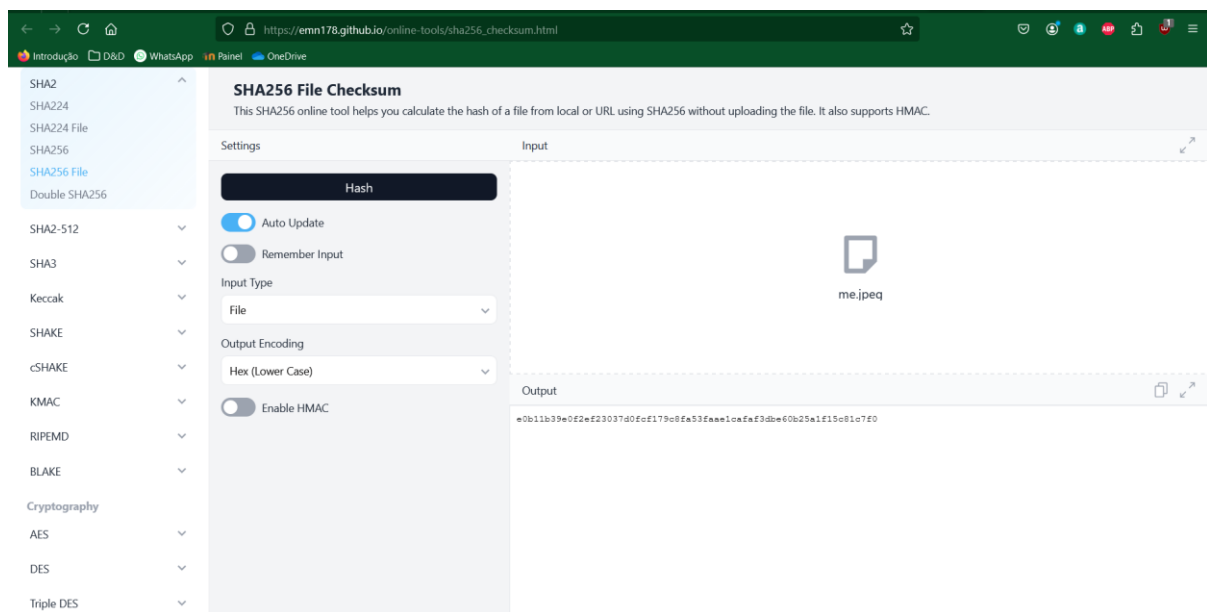 https://emn178.github.io/online-tools/sha256_checksum.html
Introdução D&D WhatsApp Painel OneDrive
SHA2
SHA224
SHA224 File
SHA256
SHA256 File
Double SHA256
SHA2-512
SHA3
Keccak
SHAKE
cSHAKE
KMAC
RIPEMD
BLAKE
Cryptography
AES
DES
Triple DES
SHA256 File Checksum
This SHA256 online tool helps you calculate the hash of a file from local or URL using SHA256 without uploading the file. It also supports HMAC.
Settings
Hash
Auto Update
Remember Input
Input Type
File
Output Encoding
Hex (Lower Case)
Enable HMAC
Input
me.jpeg
Output